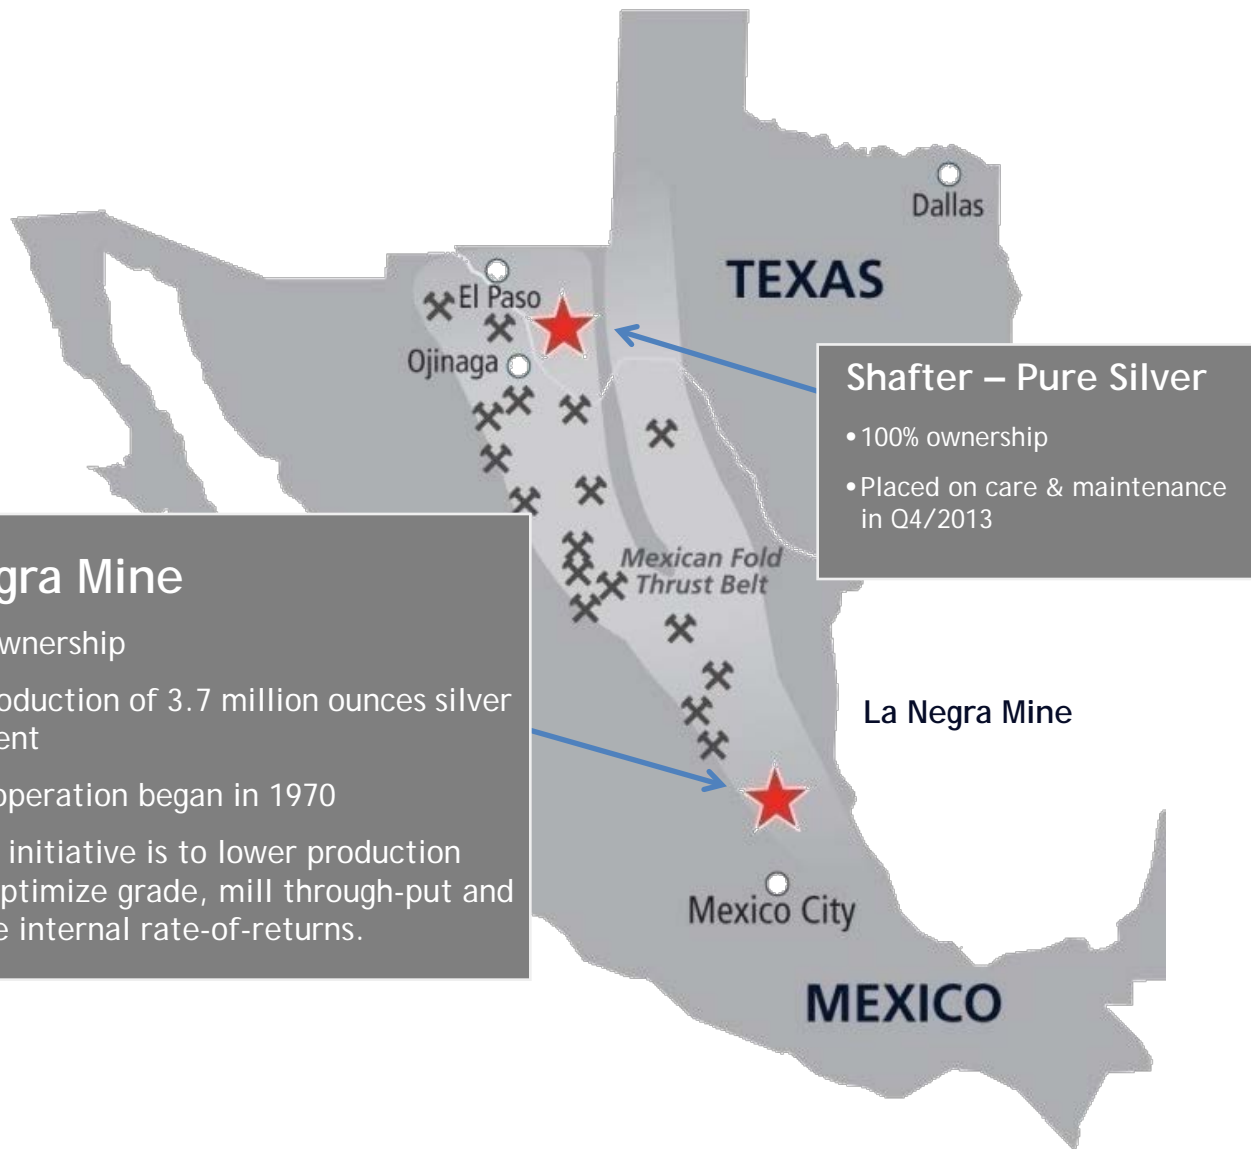 Dallas
TEXAS
El Paso
Ojinaga
Shafter – Pure Silver
• 100% ownership
• Placed on care & maintenance
in Q4/2013
Mexican Fold
Thrust Belt
gra Mine
wnership
oduction of 3.7 million ounces silver
ent
operation began in 1970
initiative is to lower production
ptimize grade, mill through-put and
e internal rate-of-returns.
La Negra Mine
Mexico City
MEXICO